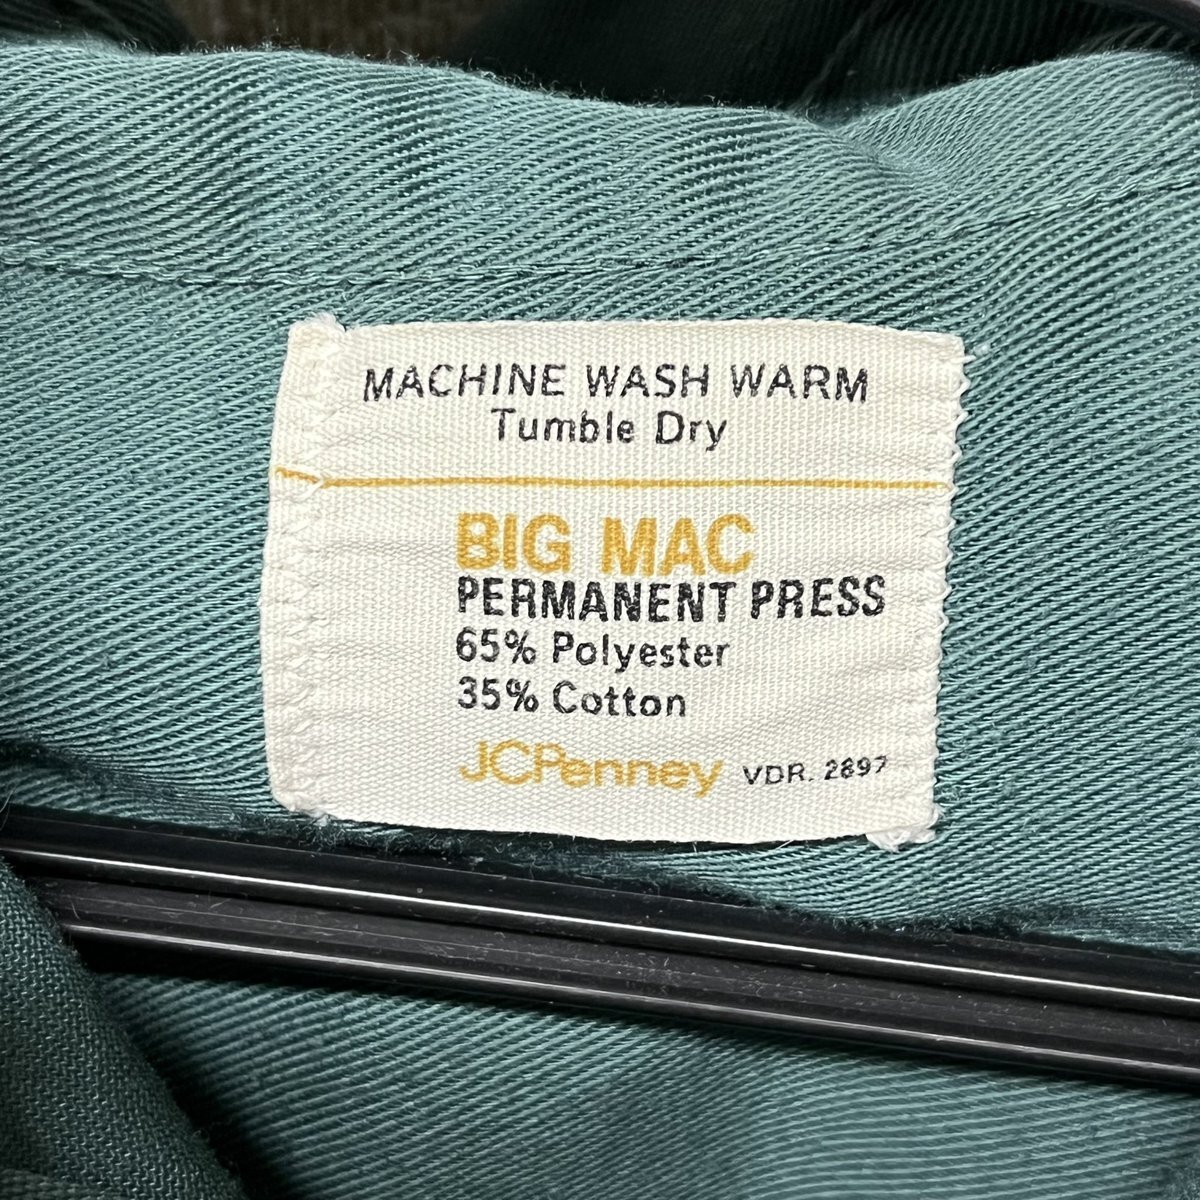 MACHINE WASH WARM
Tumble Dry
BIG MAC
PERMANENT PRESS
65% Polyester
35% Cotton
JCPenney VDR. 2897